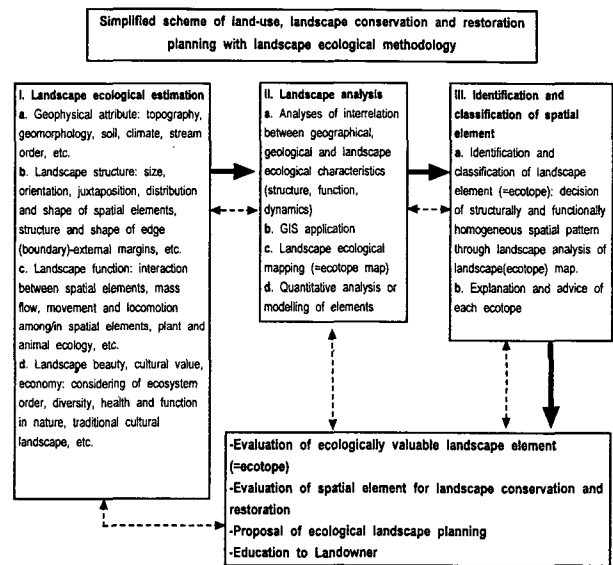 Simplified scheme of land-use, landscape conservation and restoration
planning with landscape ecological methodology
I. Landscape ecological estimation
a. Geophysical attribute: topography,
geomorphology, soil, climate, stream
order, etc.
b. Landscape structure: size,
orientation, juxtaposition, distribution
and shape of spatial elements,
structure and shape of edge
(boundary)-external margins, etc.
c. Landscape function: interaction
between spatial elements, mass
flow, movement and locomotion
among/in spatial elements, plant and
animal ecology, etc.
d. Landscape beauty, cultural value,
economy: considering of ecosystem
order, diversity, health and function
in nature, traditional cultural
landscape, etc.
II. Landscape analysis
a. Analyses of interrelation
between geographical,
geological and landscape
ecological characteristics
(structure, function,
dynamics)
b. GIS application
c. Landscape ecological
mapping (=ecotope map)
d. Quantitative analysis or
modelling of elements
III. Identification and
classification of spatial
element
a. Identification and
classification of landscape
element (=ecotope): decision
of structurally and functionally
homogeneous spatial pattern
through landscape analysis of
landscape(ecotope) map.
b. Explanation and advice of
each ecotope
-Evaluation of ecologically valuable landscape element
(=ecotope)
-Evaluation of spatial element for landscape conservation and
restoration
-Proposal of ecological landscape planning
-Education to Landowner